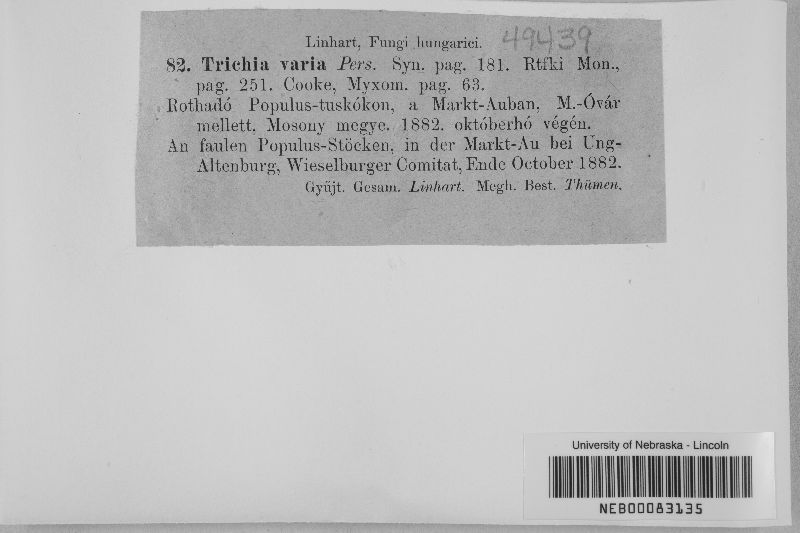 Linhart, Fungi hungarici. 49439
82. Trichia varia Pers. Syn. pag. 181. Rtfki Mon.,
pag. 251. Cooke, Myxom. pag. 63.
Rothadó Populus-tuskókon, a Markt-Auban, M.-Óvár
mellett, Mosony megye. 1882. októberhó végén.
An faulen Populus-Stöcken, in der Markt-Au bei Ung-
Altenburg, Wieselburger Comitat, Ende October 1882.
Gyűjt. Gesam. Linhart. Megh. Best. Thümen.
University of Nebraska - Lincoln
NEB00083135